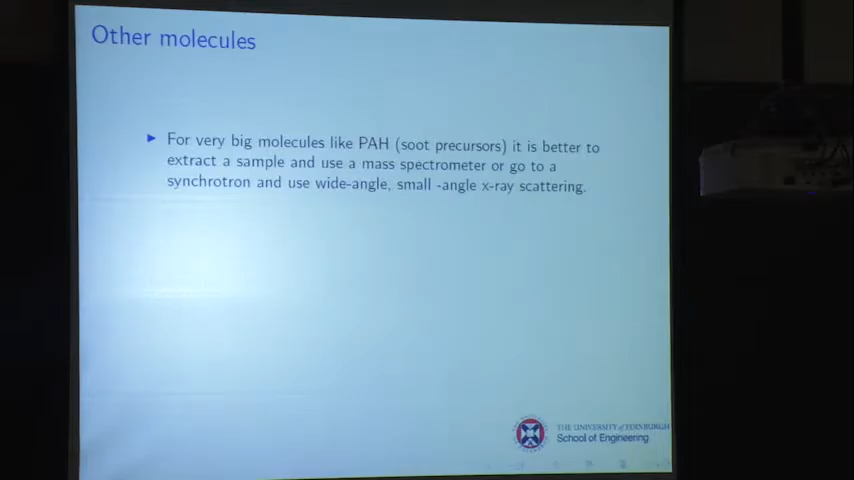 Other molecules
For very big molecules like PAH (soot precursors) it is better to
extract a sample and use a mass spectrometer or go to a
synchrotron and use wide-angle, small -angle x-ray scattering.
THE UNIVERSITY of EDINBURGH
School of Engineering